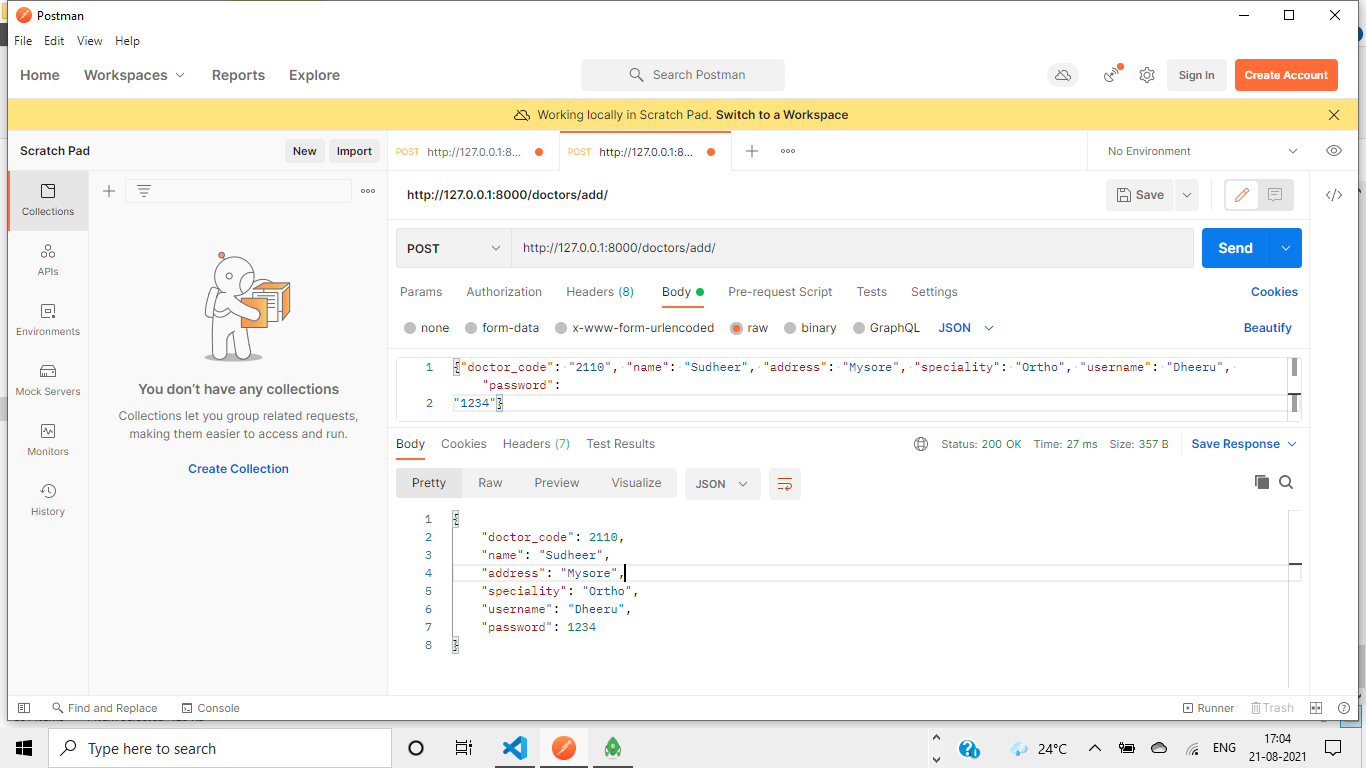 Postman
File Edit View Help
Home Workspaces Reports Explore Search Postman Sign In Create Account
Working locally in Scratch Pad. Switch to a Workspace
Scratch Pad New Import POST http://127.0.0.1:8... POST http://127.0.0.1:8... No Environment
http://127.0.0.1:8000/doctors/add/ Save
Collections
APIs
Environments
Mock Servers
Monitors
History
You don't have any collections
Collections let you group related requests,
making them easier to access and run.
Create Collection
POST http://127.0.0.1:8000/doctors/add/ Send
Params Authorization Headers (8) Body Pre-request Script Tests Settings Cookies
none form-data x-www-form-urlencoded raw binary GraphQL JSON Beautify
1 {"doctor_code": "2110", "name": "Sudheer", "address": "Mysore", "speciality": "Ortho", "username": "Dheeru",
"password":
2 "1234"}
Body Cookies Headers (7) Test Results Status: 200 OK Time: 27 ms Size: 357 B Save Response
Pretty Raw Preview Visualize JSON
1 {
2 "doctor_code": 2110,
3 "name": "Sudheer",
4 "address": "Mysore",
5 "speciality": "Ortho",
6 "username": "Dheeru",
7 "password": 1234
8 }
Find and Replace Console Runner Trash
Type here to search 24°C ENG 17:04
21-08-2021